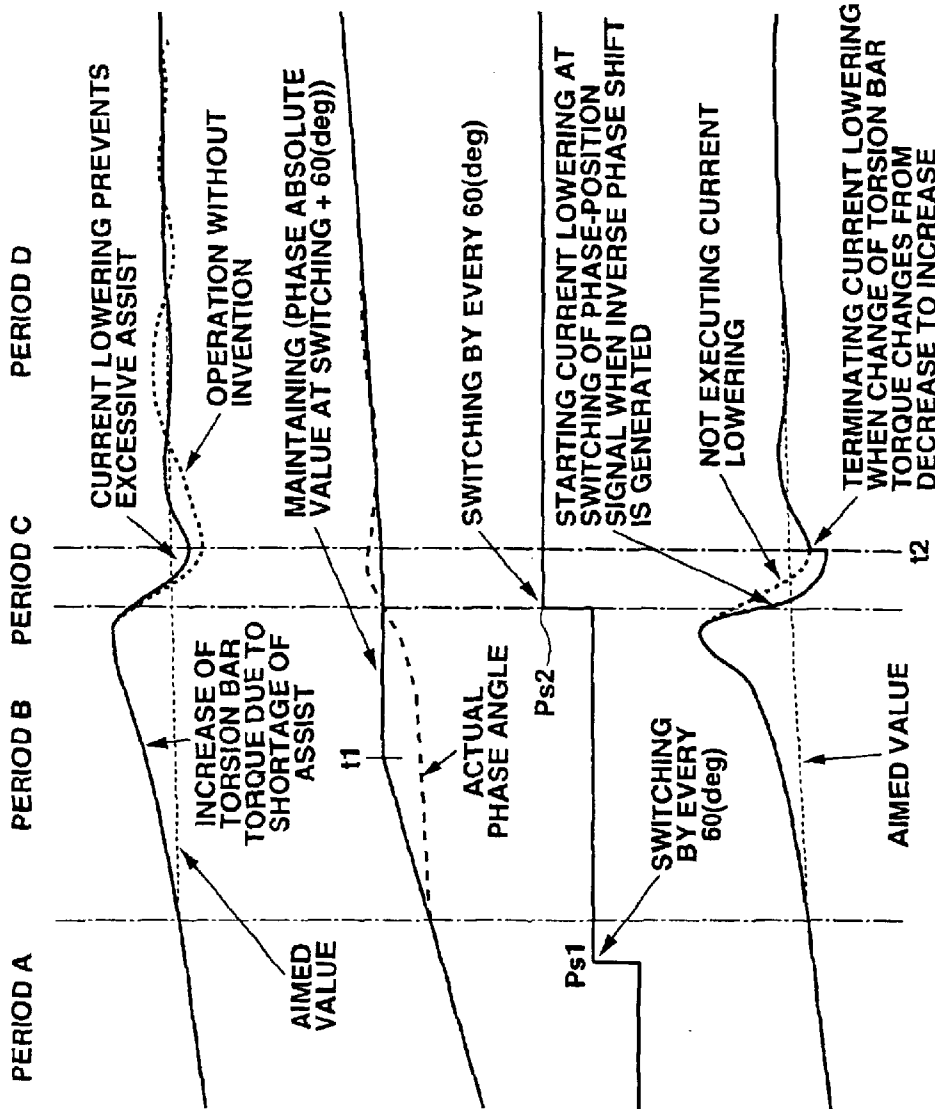 PERIOD A
PERIOD B
PERIOD C
PERIOD D
CURRENT LOWERING PREVENTS
EXCESSIVE ASSIST
OPERATION WITHOUT
INVENTION
INCREASE OF
TORSION BAR
TORQUE DUE TO
SHORTAGE OF
ASSIST
AIMED
VALUE
MAINTAINING (PHASE ABSOLUTE
VALUE AT SWITCHING + 60(deg))
t1
ACTUAL
PHASE ANGLE
SWITCHING BY EVERY 60(deg)
Ps2
Ps1
SWITCHING
BY EVERY
60(deg)
STARTING CURRENT LOWERING AT
SWITCHING OF PHASE-POSITION
SIGNAL WHEN INVERSE PHASE SHIFT
IS GENERATED
NOT EXECUTING CURRENT
LOWERING
AIMED VALUE
TERMINATING CURRENT LOWERING
WHEN CHANGE OF TORSION BAR
TORQUE CHANGES FROM
DECREASE TO INCREASE
t2